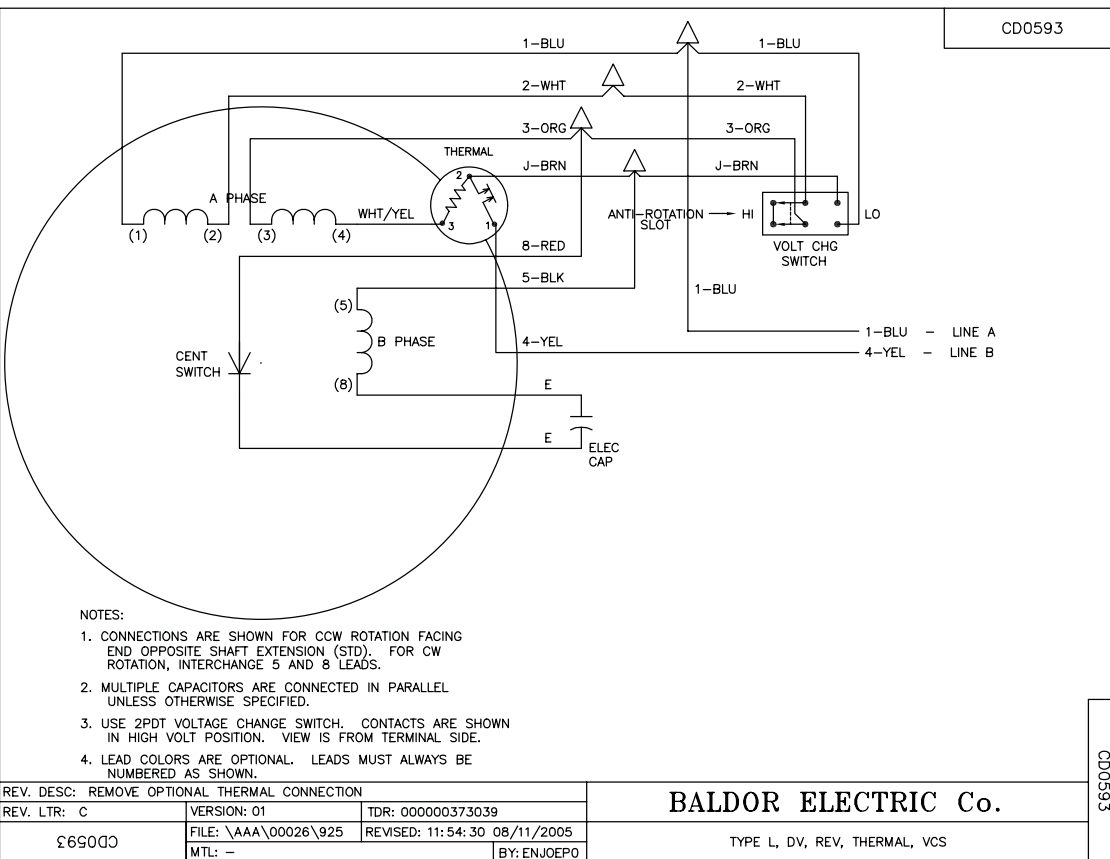 CD0593
1-BLU 1-BLU
2-WHT 2-WHT
3-ORG 3-ORG
THERMAL
J-BRN J-BRN
2
3
1
A PHASE
WHT/YEL
(1) (2) (3) (4)
ANTI-ROTATION SLOT
HI
LO
VOLT CHG
SWITCH
8-RED
5-BLK
1-BLU
(5)
B PHASE
(8)
4-YEL
1-BLU - LINE A
4-YEL - LINE B
CENT
SWITCH
E
E
ELEC
CAP
NOTES:
1. CONNECTIONS ARE SHOWN FOR CCW ROTATION FACING
END OPPOSITE SHAFT EXTENSION (STD). FOR CW
ROTATION, INTERCHANGE 5 AND 8 LEADS.
2. MULTIPLE CAPACITORS ARE CONNECTED IN PARALLEL
UNLESS OTHERWISE SPECIFIED.
3. USE 2PDT VOLTAGE CHANGE SWITCH. CONTACTS ARE SHOWN
IN HIGH VOLT POSITION. VIEW IS FROM TERMINAL SIDE.
4. LEAD COLORS ARE OPTIONAL. LEADS MUST ALWAYS BE
NUMBERED AS SHOWN.
CD0593
REV. DESC: REMOVE OPTIONAL THERMAL CONNECTION
REV. LTR: C VERSION: 01 TDR: 000000373039
CD0593
FILE: \AAA\00026\925 REVISED: 11:54:30 08/11/2005
MTL: - BY: ENJOEPO
BALDOR ELECTRIC Co.
TYPE L, DV, REV, THERMAL, VCS